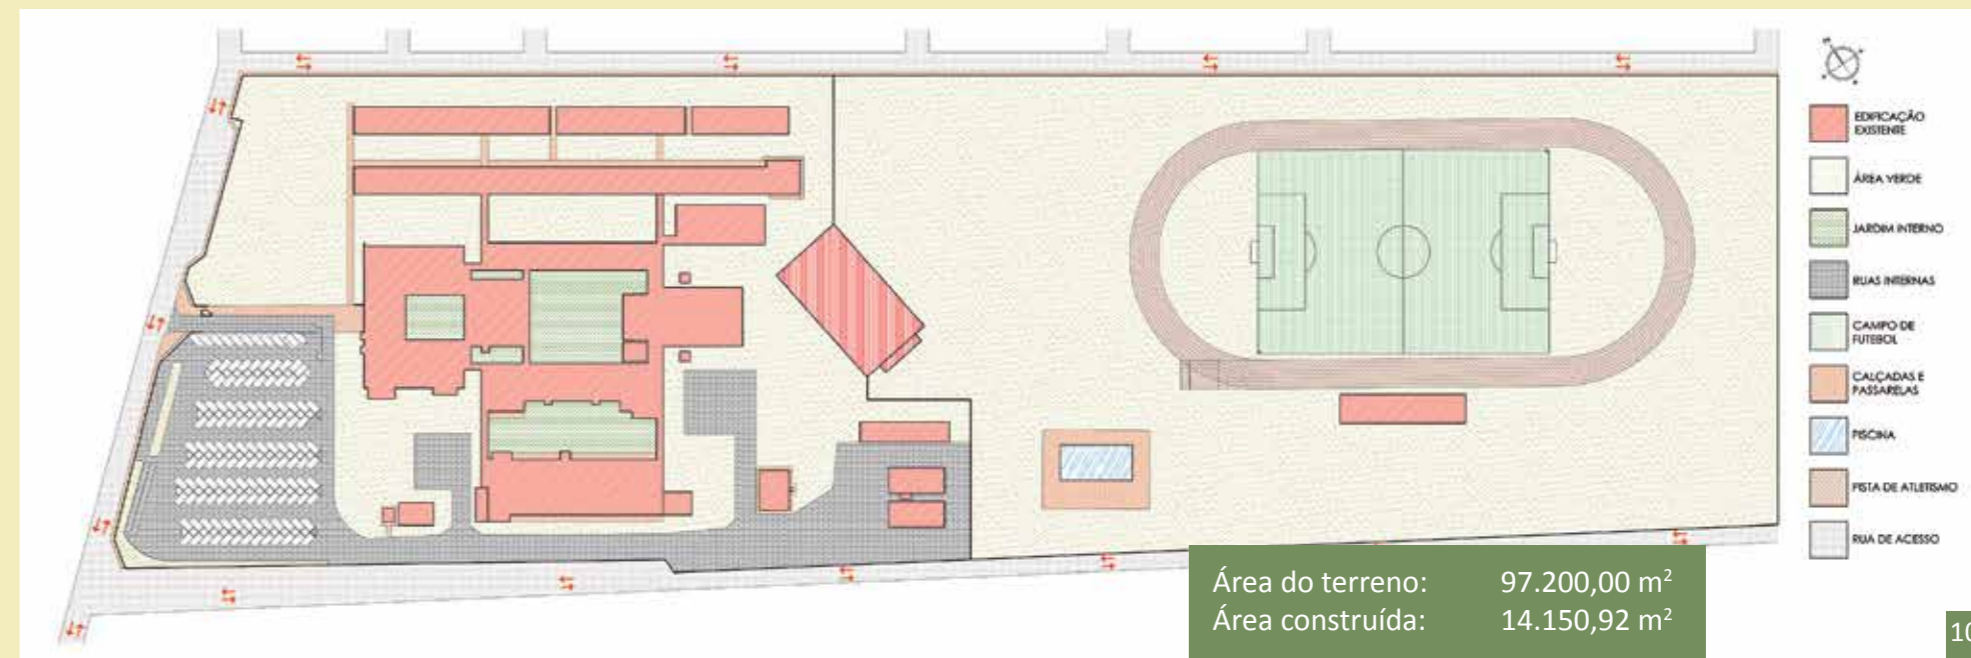 EDIFICAÇÃO
EXISTENTE
ÁREA VERDE
JARDIM INTERNO
RUAS INTERNAS
CAMPO DE
FUTEBOL
CALÇADAS E
PASSARELAS
PISCINA
PISTA DE ATLETISMO
RUA DE ACESSO
Área do terreno: 97.200,00 m²
Área construída: 14.150,92 m²